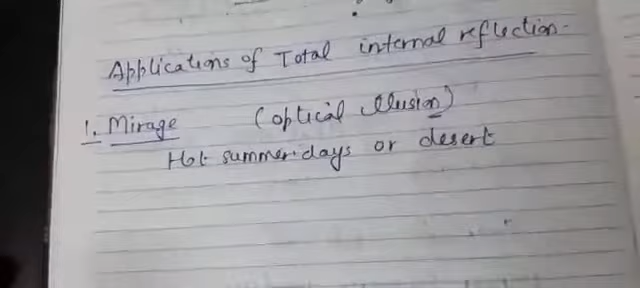 Applications of Total internal reflection.
1. Mirage (optical illusion)
Hot summer days or desert